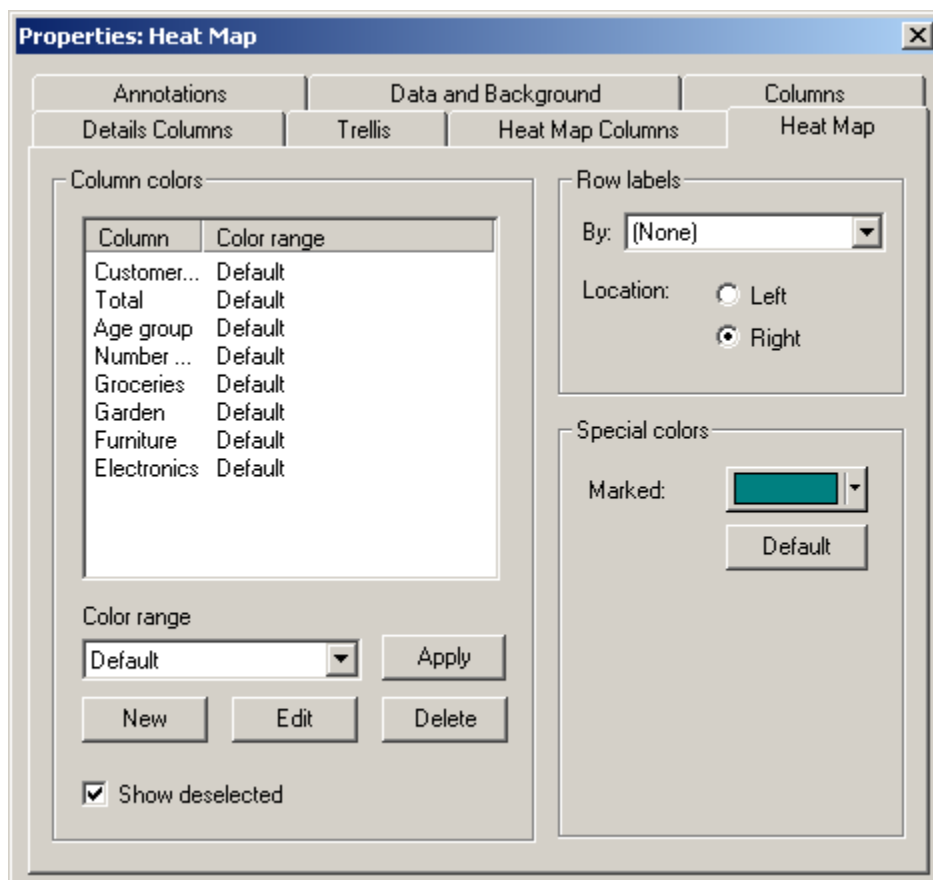 Properties: Heat Map
Annotations Data and Background Columns
Details Columns Trellis Heat Map Columns Heat Map
Column colors
Column Color range
Customer... Default
Total Default
Age group Default
Number ... Default
Groceries Default
Garden Default
Furniture Default
Electronics Default
Color range
Default Apply
New Edit Delete
Show deselected
Row labels
By: (None)
Location: Left
Right
Special colors
Marked:
Default